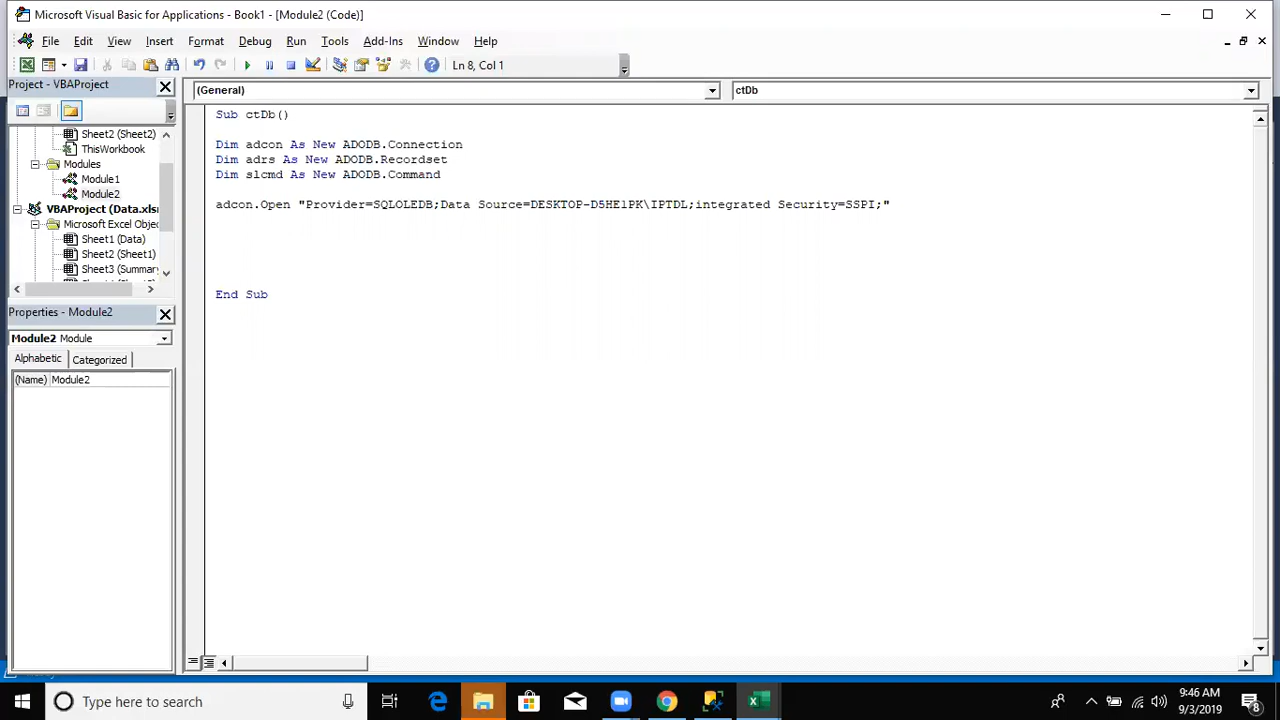 Microsoft Visual Basic for Applications - Book1 - [Module2 (Code)]
File Edit View Insert Format Debug Run Tools Add-Ins Window Help
Ln 8, Col 1
Project - VBAProject
(General)
ctDb
Sheet2 (Sheet2)
ThisWorkbook
Modules
Module1
Module2
VBAProject (Data.xls
Microsoft Excel Objec
Sheet1 (Data)
Sheet2 (Sheet1)
Sheet3 (Summar
Sub ctDb()
Dim adcon As New ADODB.Connection
Dim adrs As New ADODB.Recordset
Dim slcmd As New ADODB.Command
adcon.Open "Provider=SQLOLEDB;Data Source=DESKTOP-D5HE1PK\IPTDL;integrated Security=SSPI;"
End Sub
Properties - Module2
Module2 Module
Alphabetic Categorized
(Name) Module2
Type here to search
9:46 AM
9/3/2019
8